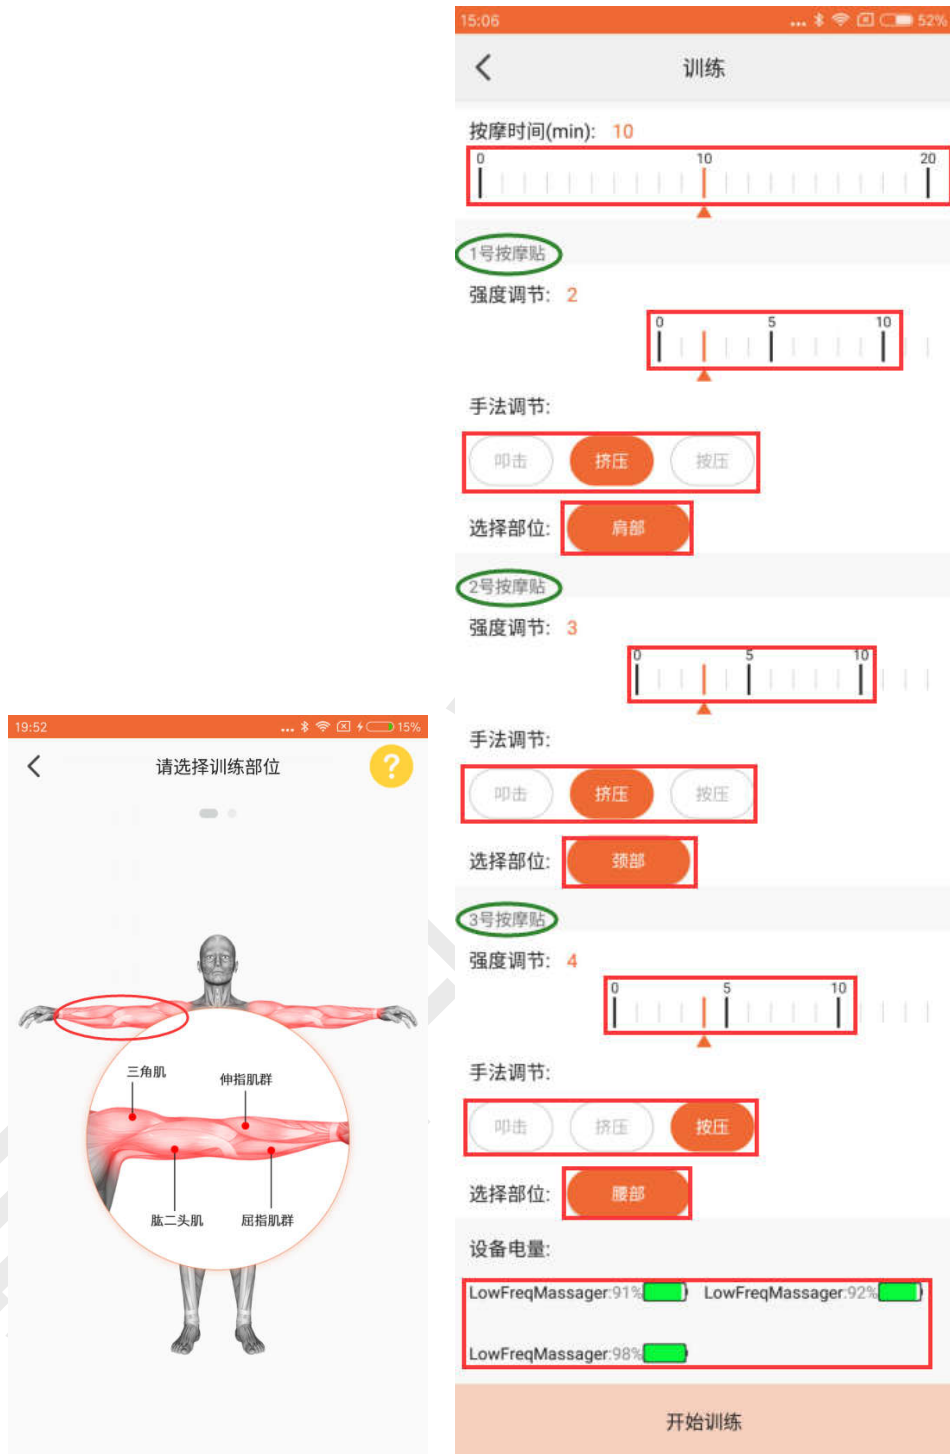 19:52
15%
请选择训练部位
?
三角肌
伸指肌群
肱二头肌
屈指肌群
15:06
52%
训练
按摩时间(min): 10
0 10 20
1号按摩贴
强度调节: 2
0 5 10
手法调节:
叩击 挤压 按压
选择部位: 肩部
2号按摩贴
强度调节: 3
0 5 10
手法调节:
叩击 挤压 按压
选择部位: 颈部
3号按摩贴
强度调节: 4
0 5 10
手法调节:
叩击 挤压 按压
选择部位: 腰部
设备电量:
LowFreqMassager:91% LowFreqMassager:92%
LowFreqMassager:98%
开始训练